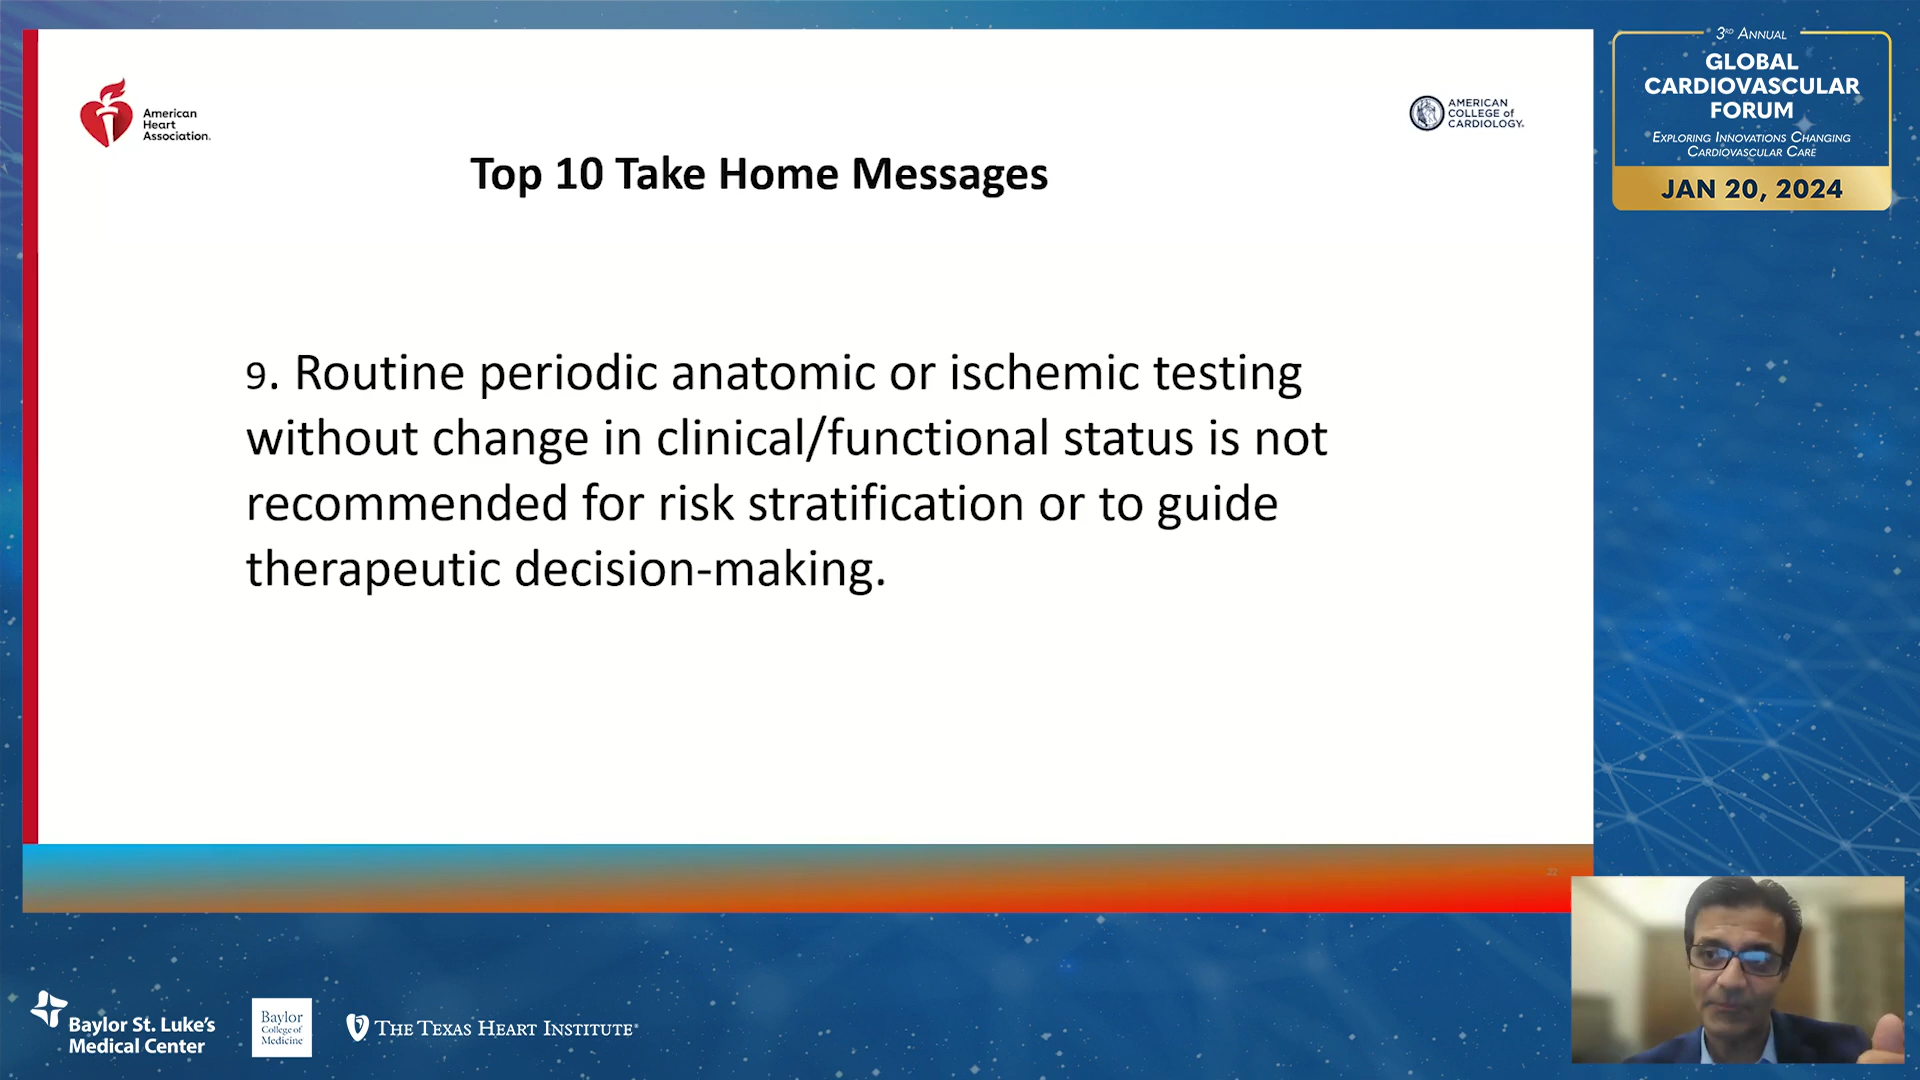 American
Heart
Association.
AMERICAN
COLLEGE of
CARDIOLOGY.
Top 10 Take Home Messages
9. Routine periodic anatomic or ischemic testing
without change in clinical/functional status is not
recommended for risk stratification or to guide
therapeutic decision-making.
22
3RD ANNUAL
GLOBAL
CARDIOVASCULAR
FORUM
EXPLORING INNOVATIONS CHANGING
CARDIOVASCULAR CARE
JAN 20, 2024
Baylor St. Luke's
Medical Center
Baylor
College of
Medicine
THE TEXAS HEART INSTITUTE®